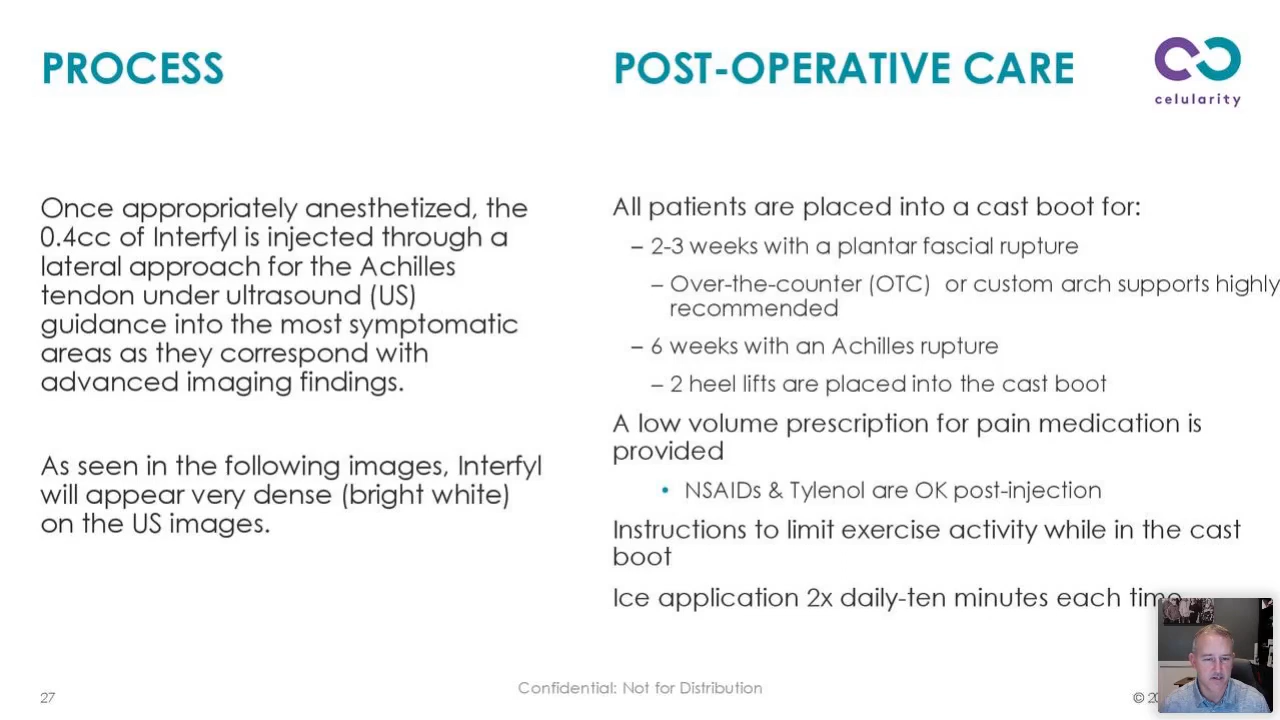 PROCESS
Once appropriately anesthetized, the
0.4cc of Interfyl is injected through a
lateral approach for the Achilles
tendon under ultrasound (US)
guidance into the most symptomatic
areas as they correspond with
advanced imaging findings.
As seen in the following images, Interfyl
will appear very dense (bright white)
on the US images.
POST-OPERATIVE CARE
celularity
All patients are placed into a cast boot for:
– 2-3 weeks with a plantar fascial rupture
– Over-the-counter (OTC) or custom arch supports highly
recommended
– 6 weeks with an Achilles rupture
– 2 heel lifts are placed into the cast boot
A low volume prescription for pain medication is
provided
• NSAIDs & Tylenol are OK post-injection
Instructions to limit exercise activity while in the cast
boot
Ice application 2x daily-ten minutes each time
27
Confidential: Not for Distribution
©